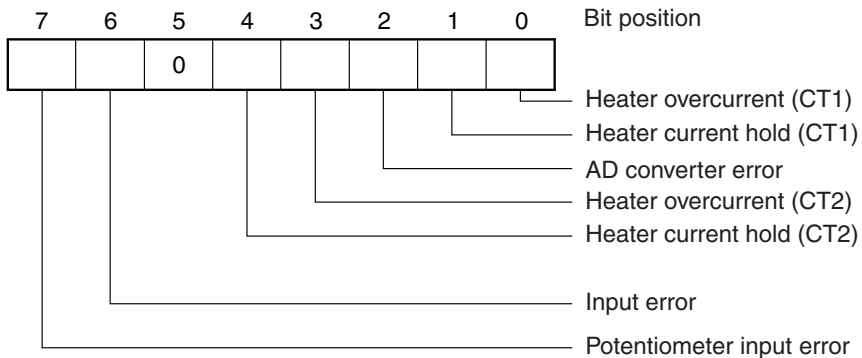 7 6 5 4 3 2 1 0 Bit position
0
Heater overcurrent (CT1)
Heater current hold (CT1)
AD converter error
Heater overcurrent (CT2)
Heater current hold (CT2)
Input error
Potentiometer input error